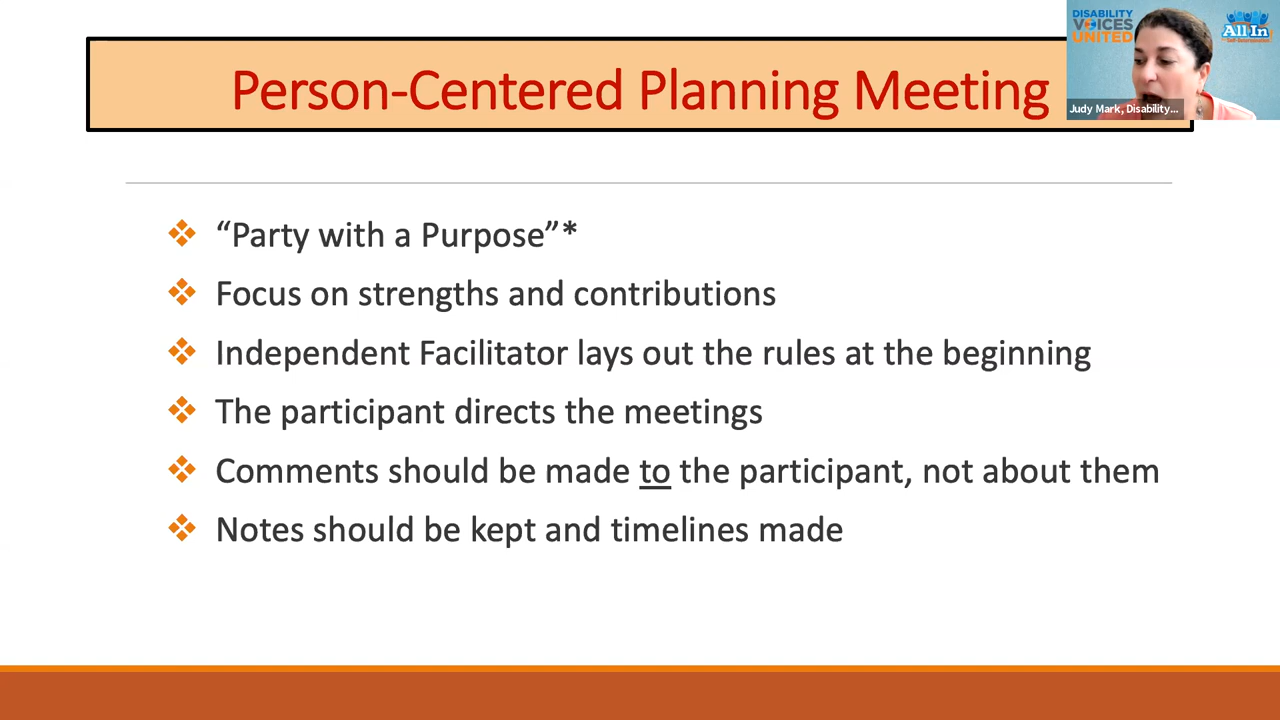 Person-Centered Planning Meeting
DISABILITY
VOICES
UNITED
All In!
Judy Mark, Disability...
❖ “Party with a Purpose”*
❖ Focus on strengths and contributions
❖ Independent Facilitator lays out the rules at the beginning
❖ The participant directs the meetings
❖ Comments should be made to the participant, not about them
❖ Notes should be kept and timelines made